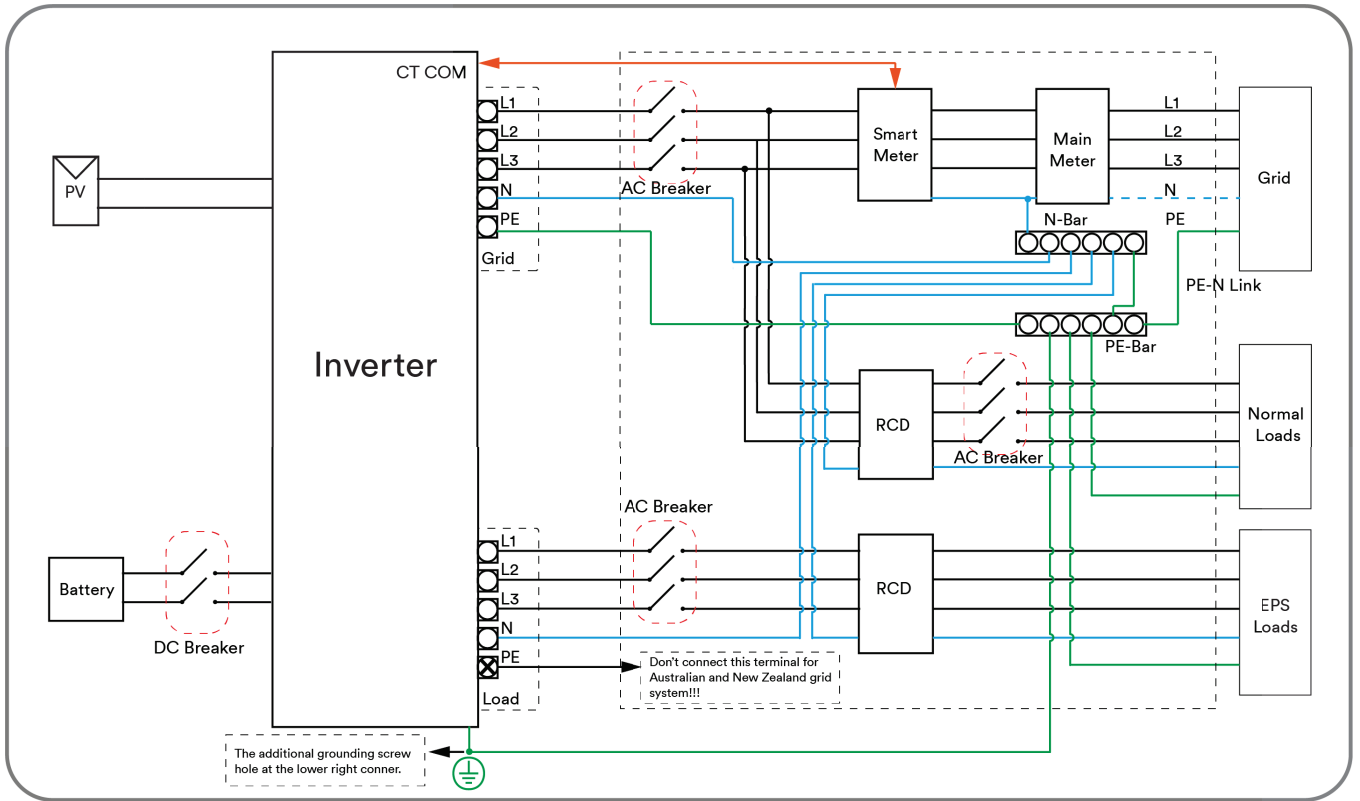 CT COM
L1
L2
L3
N
PE
Grid
AC Breaker
Smart
Meter
Main
Meter
L1
L2
L3
N
PE
Grid
N-Bar
PE-N Link
PE-Bar
PV
Inverter
RCD
AC Breaker
Normal
Loads
Battery
DC Breaker
L1
L2
L3
N
PE
Load
AC Breaker
RCD
EPS
Loads
Don't connect this terminal for
Australian and New Zealand grid
system!!!
The additional grounding screw
hole at the lower right conner.